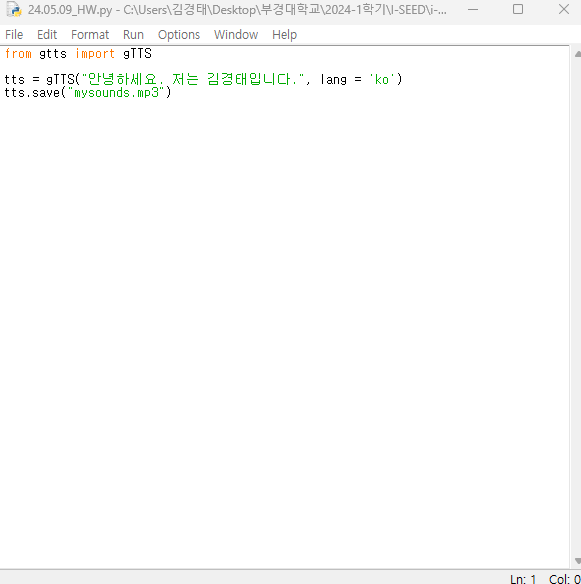 24.05.09_HW.py - C:\Users\김경태\Desktop\부경대학교\2024-1학기\I-SEED\i-...
File Edit Format Run Options Window Help
from gtts import gTTS
tts = gTTS("안녕하세요. 저는 김경태입니다.", lang = 'ko')
tts.save("mysounds.mp3")
Ln: 1 Col: 0